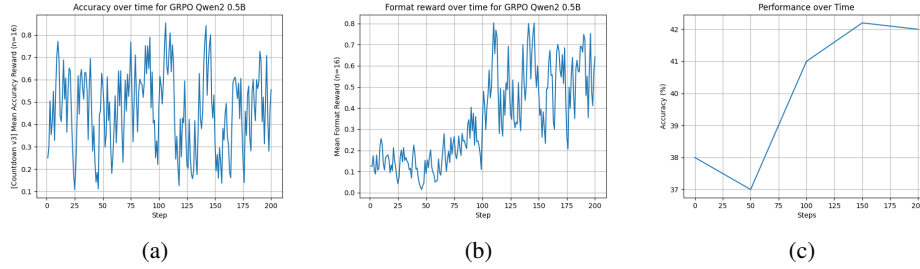 Accuracy over time for GRPO Qwen2 0.5B
[Countdown v3] Mean Accuracy Reward (n=16)
0.8
0.7
0.6
0.5
0.4
0.3
0.2
0.1
0 25 50 75 100 125 150 175 200
Step
(a)
Format reward over time for GRPO Qwen2 0.5B
Mean Format Reward (n=16)
0.8
0.7
0.6
0.5
0.4
0.3
0.2
0.1
0.0
0 25 50 75 100 125 150 175 200
Step
(b)
Performance over Time
Accuracy (%)
42
41
40
39
38
37
0 25 50 75 100 125 150 175 200
Steps
(c)